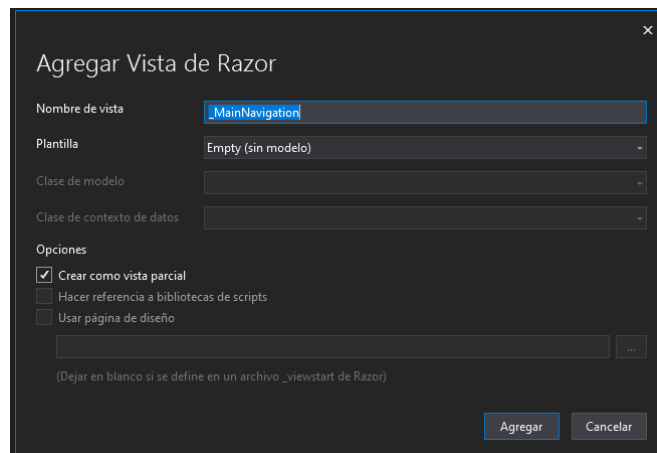 Agregar Vista de Razor
Nombre de vista
_MainNavigation
Plantilla
Empty (sin modelo)
Clase de modelo
Clase de contexto de datos
Opciones
Crear como vista parcial
Hacer referencia a bibliotecas de scripts
Usar página de diseño
...
(Dejar en blanco si se define en un archivo _viewstart de Razor)
Agregar
Cancelar